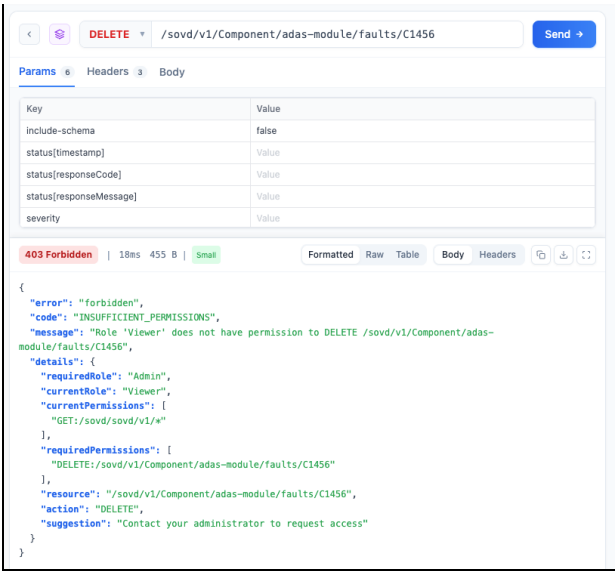 DELETE ▾ /sovd/v1/Component/adas-module/faults/C1456 Send →
Params 6 Headers 3 Body
Key Value
include-schema false
status[timestamp] Value
status[responseCode] Value
status[responseMessage] Value
severity Value
403 Forbidden | 18ms 455 B | Small Formatted Raw Table Body Headers
{
"error": "forbidden",
"code": "INSUFFICIENT_PERMISSIONS",
"message": "Role 'Viewer' does not have permission to DELETE /sovd/v1/Component/adas-
module/faults/C1456",
"details": {
"requiredRole": "Admin",
"currentRole": "Viewer",
"currentPermissions": [
"GET:/sovd/sovd/v1/*"
],
"requiredPermissions": [
"DELETE:/sovd/v1/Component/adas-module/faults/C1456"
],
"resource": "/sovd/v1/Component/adas-module/faults/C1456",
"action": "DELETE",
"suggestion": "Contact your administrator to request access"
}
}